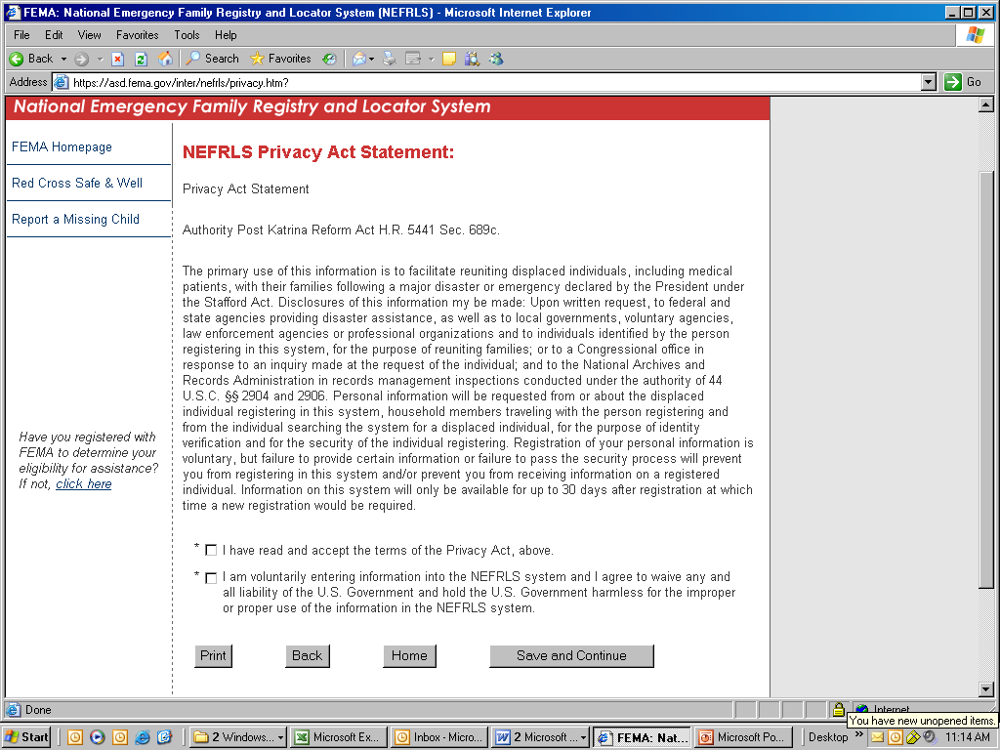 FEMA: National Emergency Family Registry and Locator System (NEFRLS) - Microsoft Internet Explorer
File Edit View Favorites Tools Help
Back Search Favorites
Address https://asd.fema.gov/inter/nefrls/privacy.htm? Go
National Emergency Family Registry and Locator System
FEMA Homepage
Red Cross Safe & Well
Report a Missing Child
Have you registered with
FEMA to determine your
eligibility for assistance?
If not, click here
NEFRLS Privacy Act Statement:
Privacy Act Statement
Authority Post Katrina Reform Act H.R. 5441 Sec. 689c.
The primary use of this information is to facilitate reuniting displaced individuals, including medical
patients, with their families following a major disaster or emergency declared by the President under
the Stafford Act. Disclosures of this information my be made: Upon written request, to federal and
state agencies providing disaster assistance, as well as to local governments, voluntary agencies,
law enforcement agencies or professional organizations and to individuals identified by the person
registering in this system, for the purpose of reuniting families; or to a Congressional office in
response to an inquiry made at the request of the individual; and to the National Archives and
Records Administration in records management inspections conducted under the authority of 44
U.S.C. §§ 2904 and 2906. Personal information will be requested from or about the displaced
individual registering in this system, household members traveling with the person registering and
from the individual searching the system for a displaced individual, for the purpose of identity
verification and for the security of the individual registering. Registration of your personal information is
voluntary, but failure to provide certain information or failure to pass the security process will prevent
you from registering in this system and/or prevent you from receiving information on a registered
individual. Information on this system will only be available for up to 30 days after registration at which
time a new registration would be required.
* I have read and accept the terms of the Privacy Act, above.
* I am voluntarily entering information into the NEFRLS system and I agree to waive any and
all liability of the U.S. Government and hold the U.S. Government harmless for the improper
or proper use of the information in the NEFRLS system.
Print Back Home Save and Continue
Done Internet
You have new unopened items.
Start 2 Windows... Microsoft Ex... Inbox - Micro... 2 Microsoft ... FEMA: Nat... Microsoft Po... Desktop » 11:14 AM